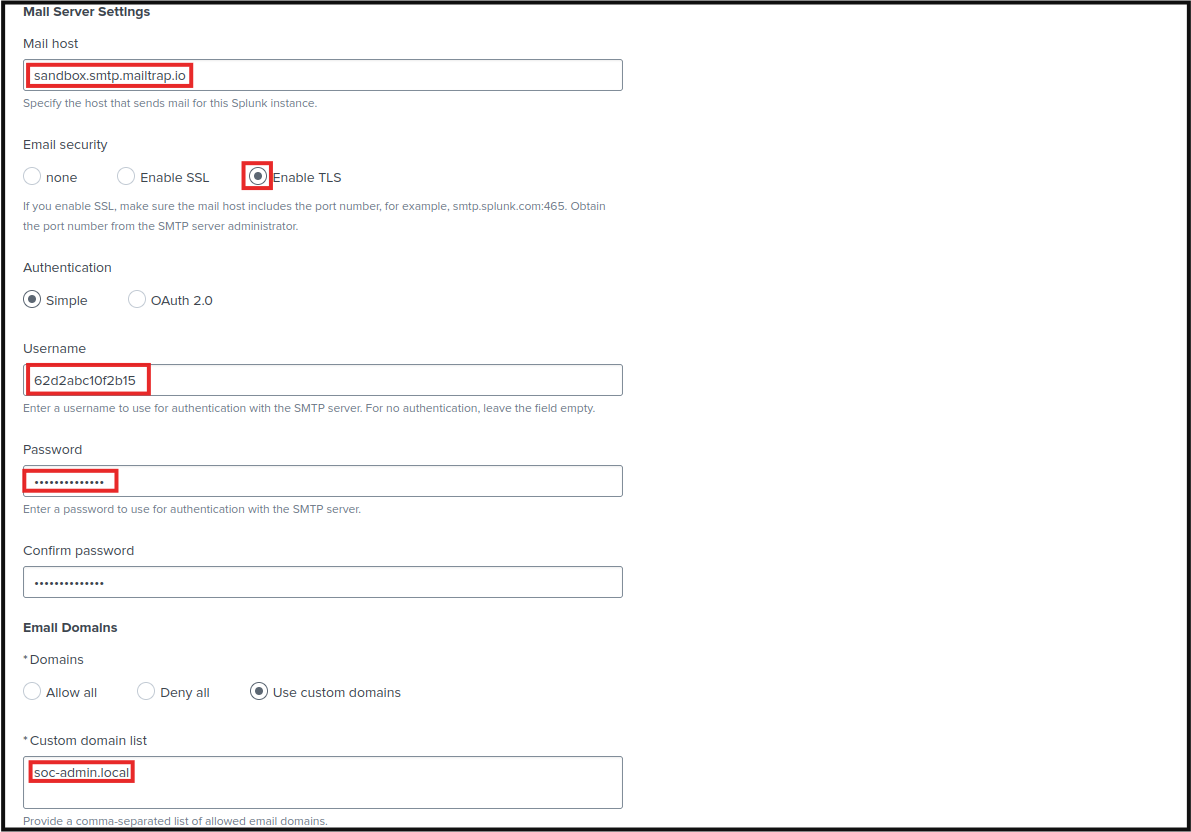 Mail Server Settings
Mail host
sandbox.smtp.mailtrap.io
Specify the host that sends mail for this Splunk instance.
Email security
none Enable SSL Enable TLS
If you enable SSL, make sure the mail host includes the port number, for example, smtp.splunk.com:465. Obtain
the port number from the SMTP server administrator.
Authentication
Simple OAuth 2.0
Username
62d2abc10f2b15
Enter a username to use for authentication with the SMTP server. For no authentication, leave the field empty.
Password
••••••••••••••
Enter a password to use for authentication with the SMTP server.
Confirm password
••••••••••••••
Email Domains
* Domains
Allow all Deny all Use custom domains
* Custom domain list
soc-admin.local
Provide a comma-separated list of allowed email domains.